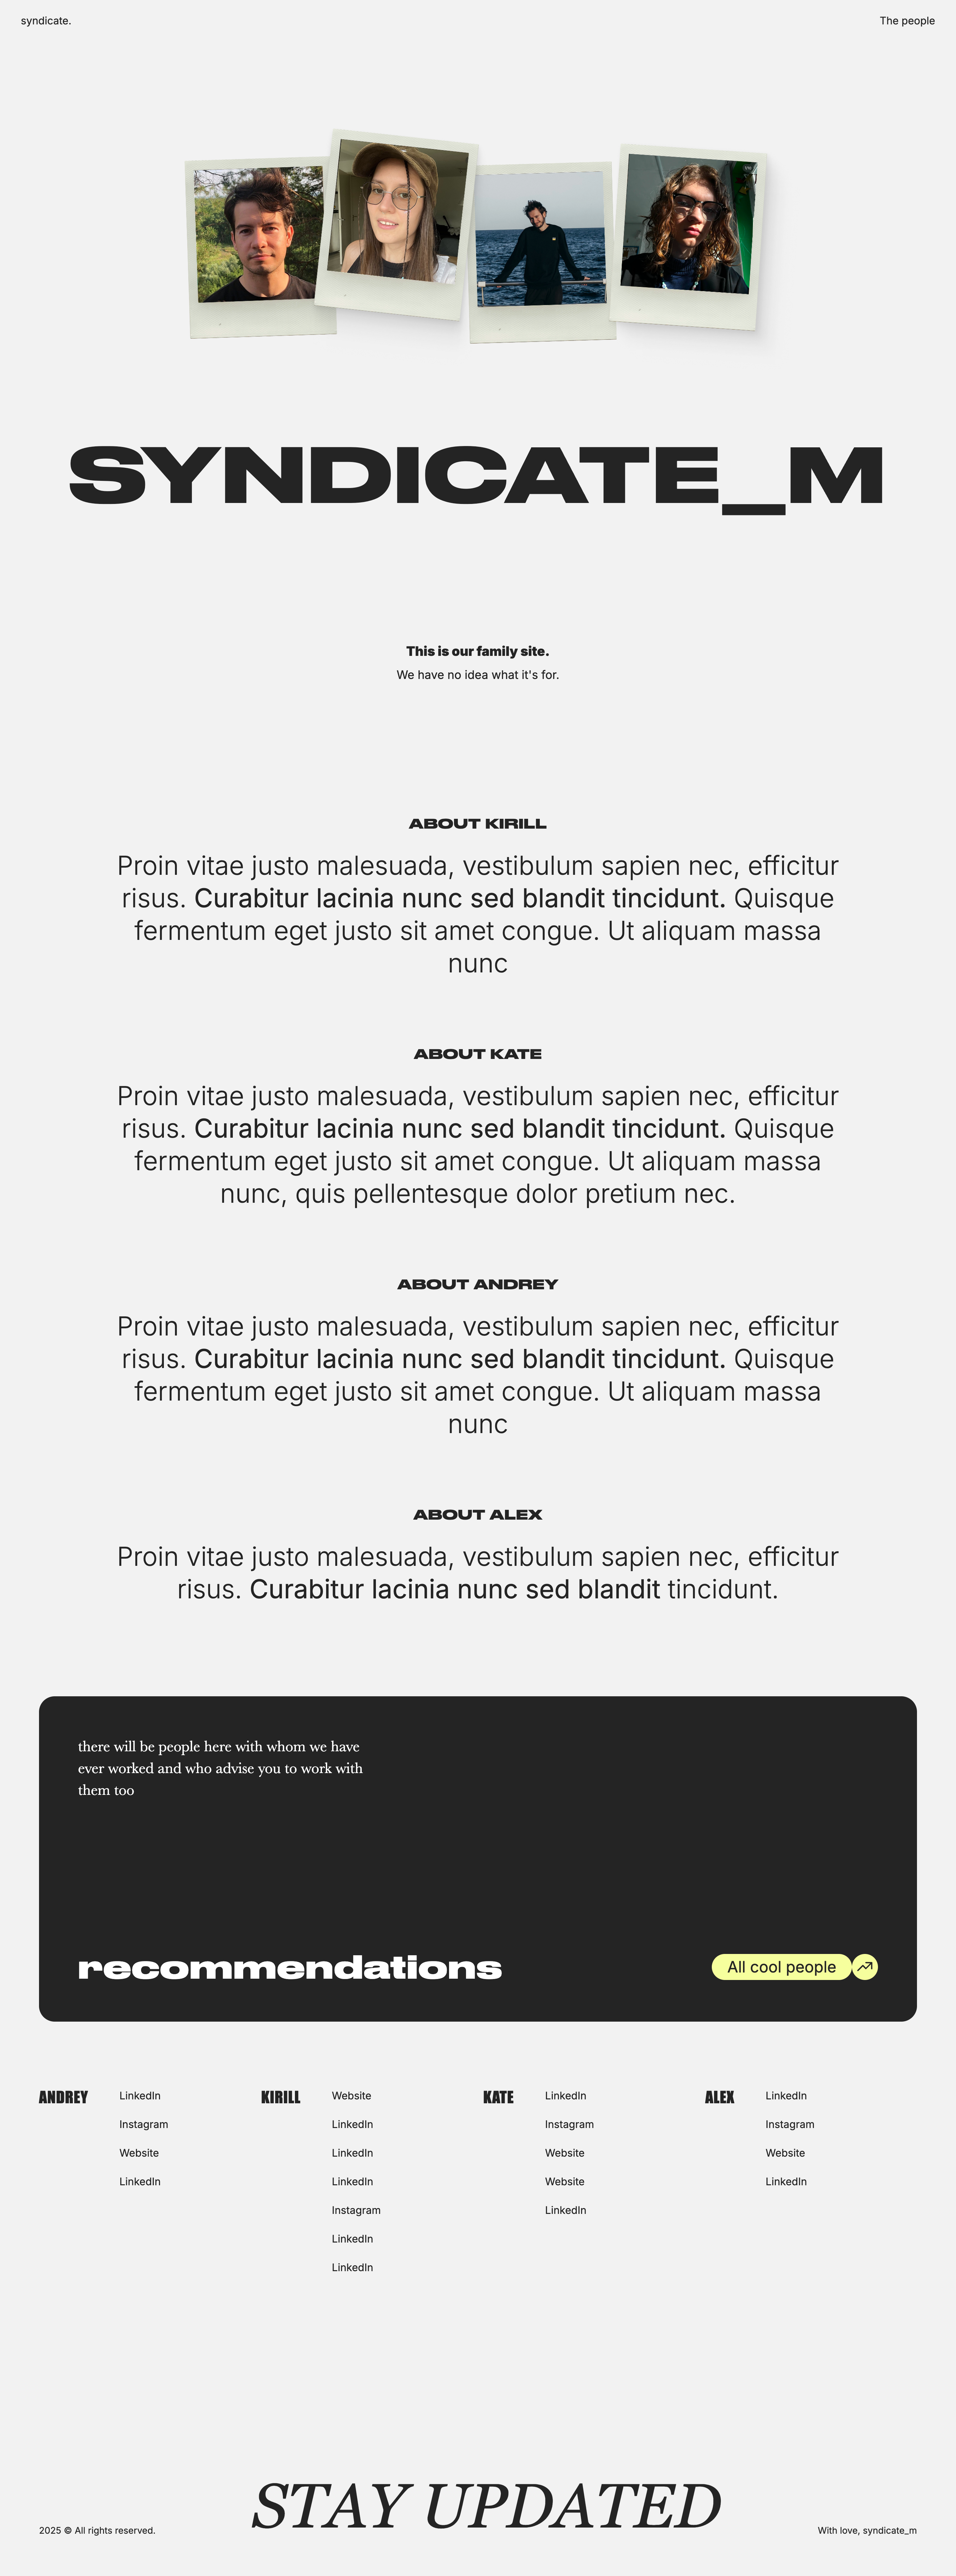 syndicate.
The people
SYNDICATE_M
This is our family site.
We have no idea what it's for.
ABOUT KIRILL
Proin vitae justo malesuada, vestibulum sapien nec, efficitur
risus. Curabitur lacinia nunc sed blandit tincidunt. Quisque
fermentum eget justo sit amet congue. Ut aliquam massa
nunc
ABOUT KATE
Proin vitae justo malesuada, vestibulum sapien nec, efficitur
risus. Curabitur lacinia nunc sed blandit tincidunt. Quisque
fermentum eget justo sit amet congue. Ut aliquam massa
nunc, quis pellentesque dolor pretium nec.
ABOUT ANDREY
Proin vitae justo malesuada, vestibulum sapien nec, efficitur
risus. Curabitur lacinia nunc sed blandit tincidunt. Quisque
fermentum eget justo sit amet congue. Ut aliquam massa
nunc
ABOUT ALEX
Proin vitae justo malesuada, vestibulum sapien nec, efficitur
risus. Curabitur lacinia nunc sed blandit tincidunt.
there will be people here with whom we have
ever worked and who advise you to work with
them too
recommendations
All cool people
ANDREY
LinkedIn
Instagram
Website
LinkedIn
KIRILL
Website
LinkedIn
LinkedIn
LinkedIn
Instagram
LinkedIn
LinkedIn
KATE
LinkedIn
Instagram
Website
Website
LinkedIn
ALEX
LinkedIn
Instagram
Website
LinkedIn
2025 © All rights reserved.
STAY UPDATED
With love, syndicate_m